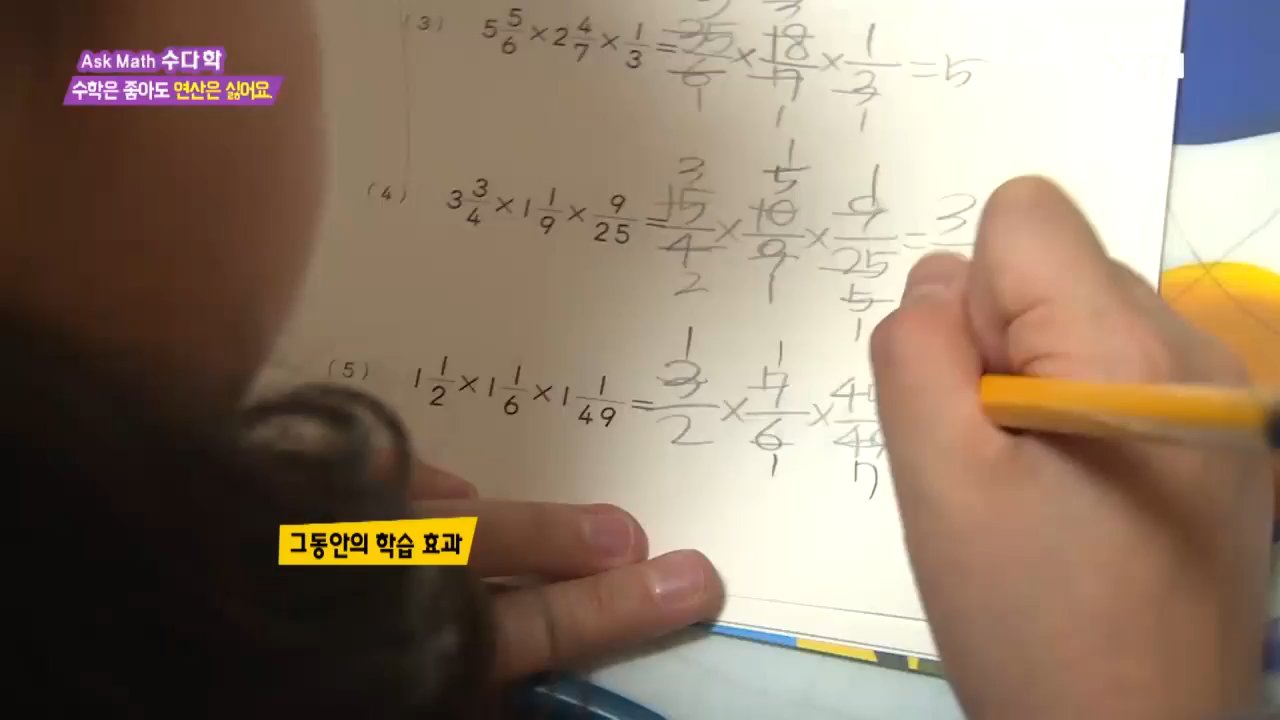 Ask Math 수다학
수학은 좋아도 연산은 싫어요.
(3) 5 5/6 × 2 4/7 × 1/3 = 35/6 × 18/7 × 1/3 = 5
(4) 3 3/4 × 1 1/9 × 9/25 = 15/4 × 10/9 × 9/25 = 3
(5) 1 1/2 × 1 1/6 × 1 1/49 = 3/2 × 7/6 ×
그동안의 학습 효과